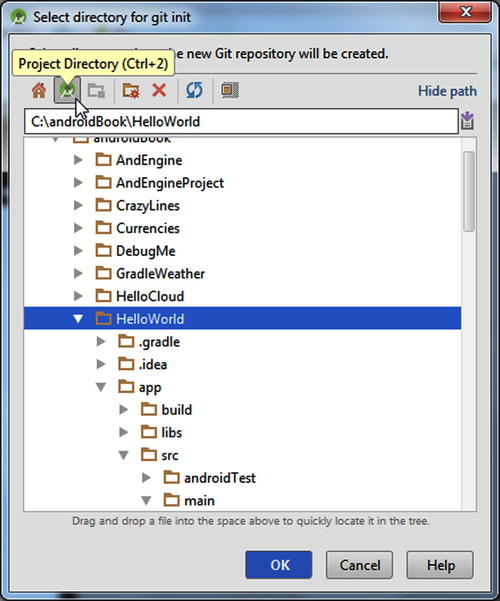 Select directory for git init
the new Git repository will be created.
Project Directory (Ctrl+2)
Hide path
C:\androidBook\HelloWorld
androidBook
AndEngine
AndEngineProject
CrazyLines
Currencies
DebugMe
GradleWeather
HelloCloud
HelloWorld
.gradle
.idea
app
build
libs
src
androidTest
main
Drag and drop a file into the space above to quickly locate it in the tree.
OK
Cancel
Help